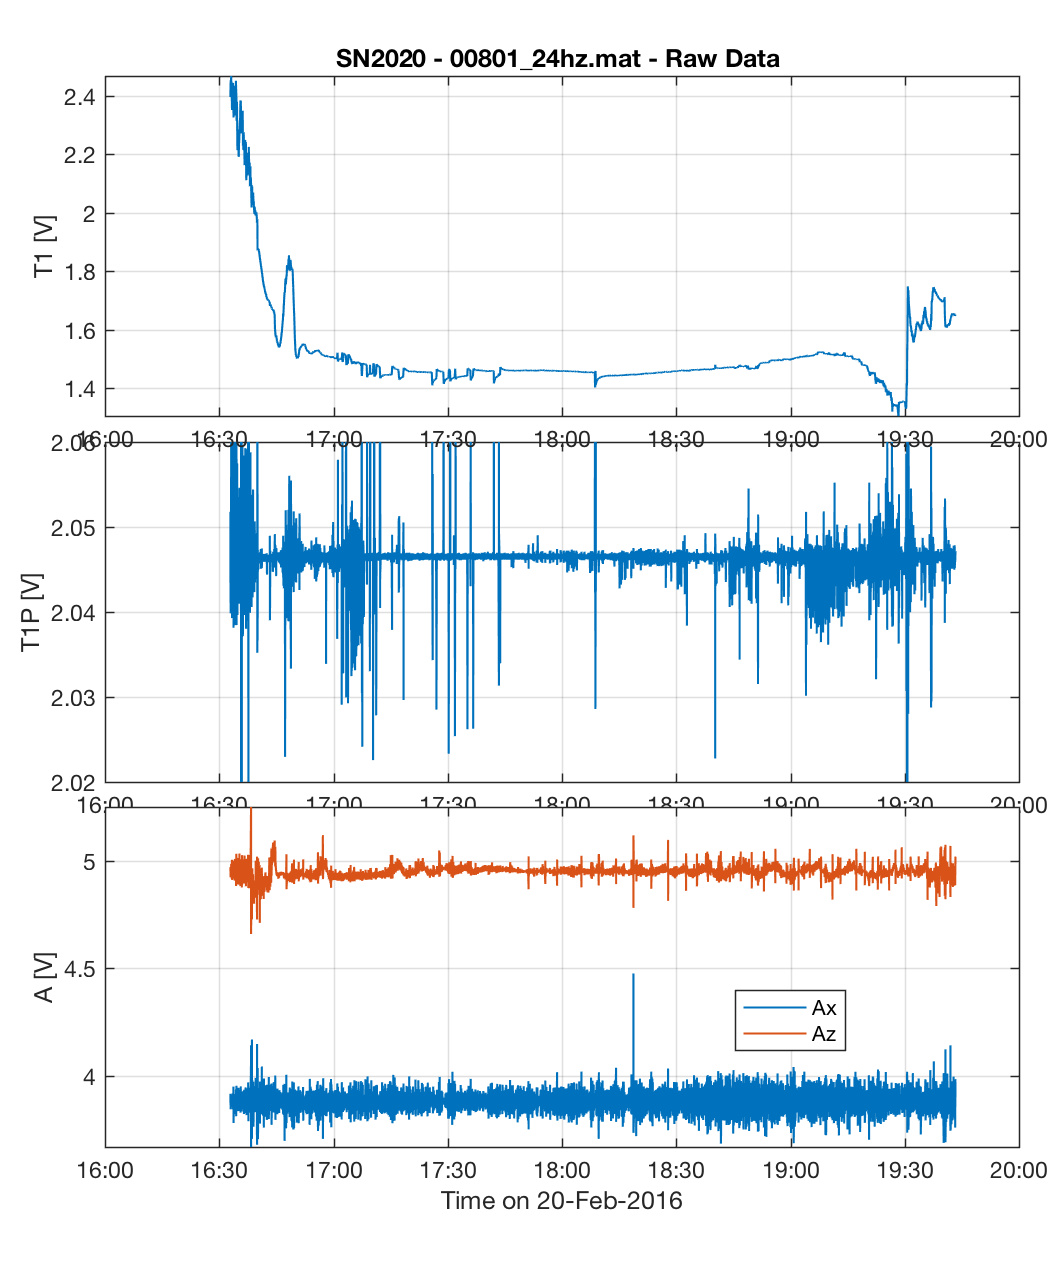 SN2020 - 00801_24hz.mat - Raw Data
T1 [V]
2.4
2.2
2
1.8
1.6
1.4
16:00 16:30 17:00 17:30 18:00 18:30 19:00 19:30 20:00
T1P [V]
2.06
2.05
2.04
2.03
2.02
16:00 16:30 17:00 17:30 18:00 18:30 19:00 19:30 20:00
A [V]
5
4.5
4
Ax
Az
16:00 16:30 17:00 17:30 18:00 18:30 19:00 19:30 20:00
Time on 20-Feb-2016